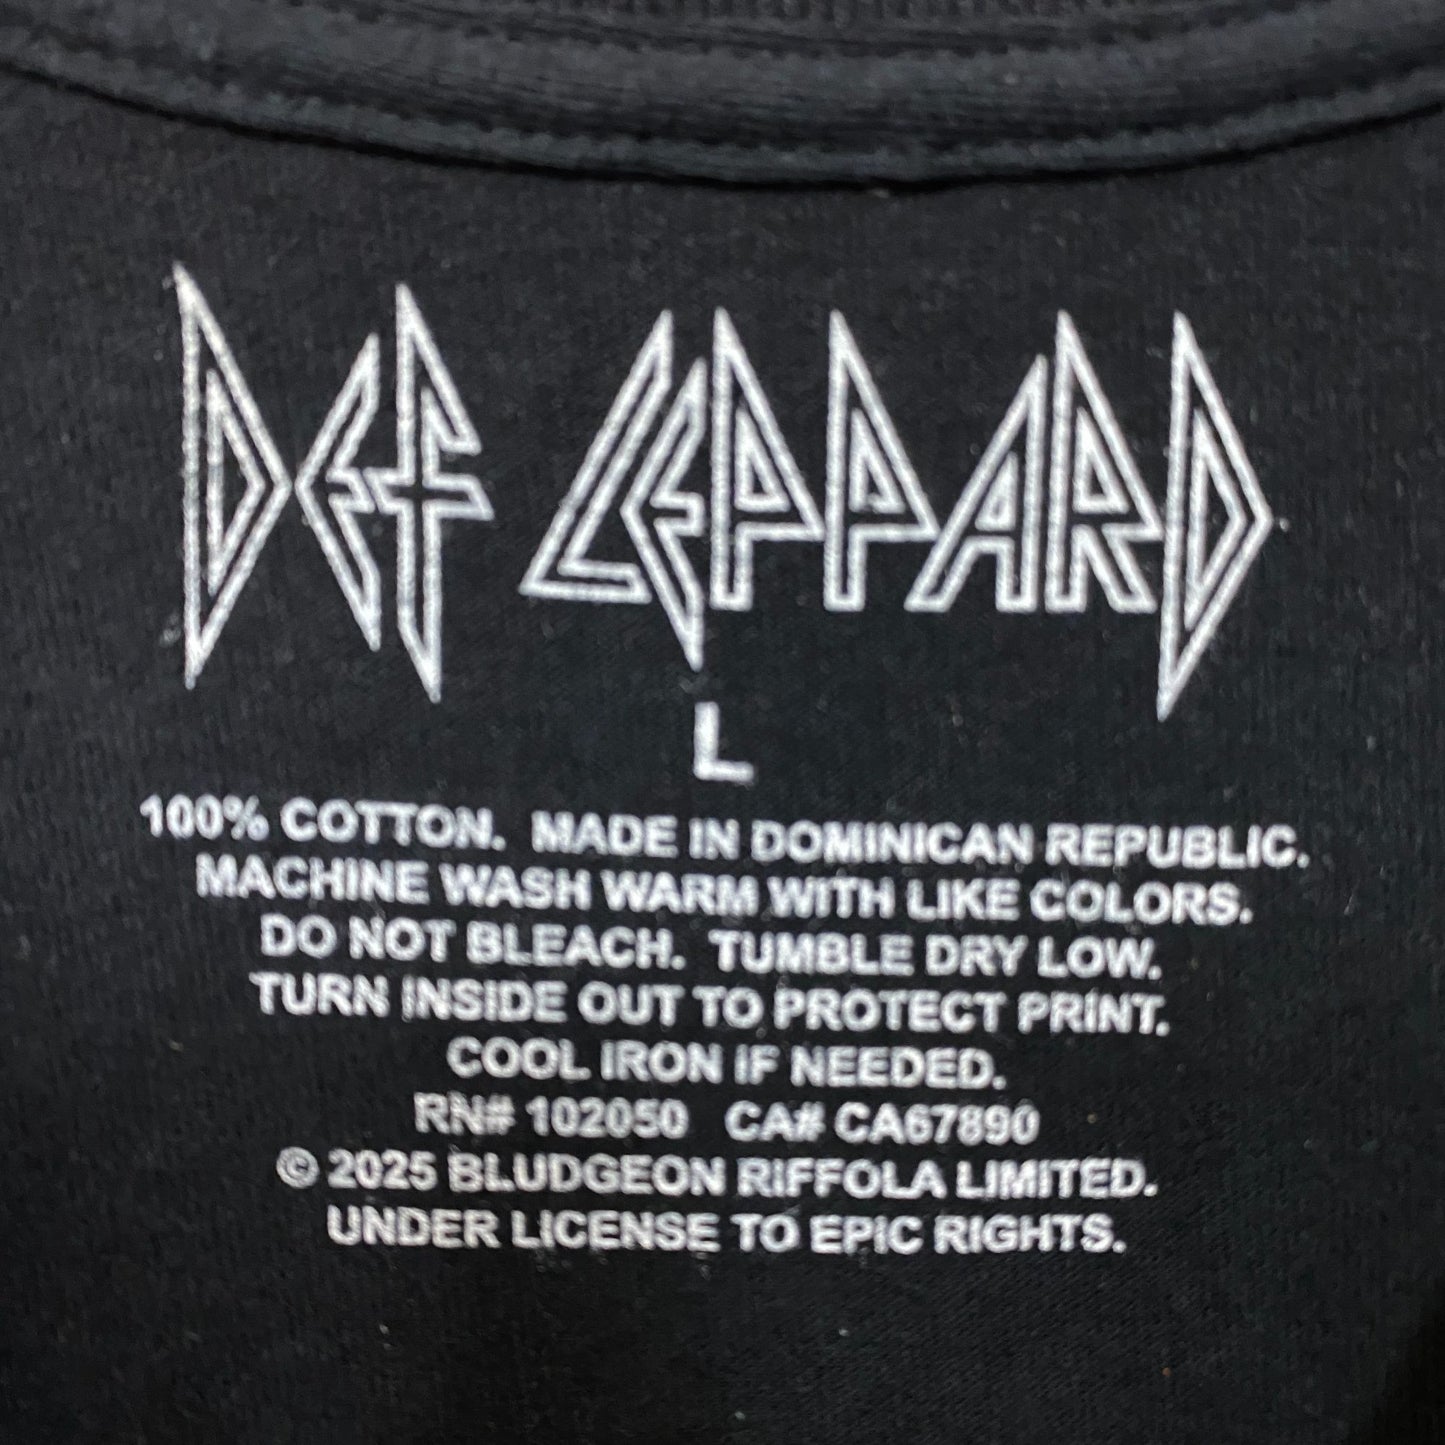 DEF LEPPARD
L
100% COTTON. MADE IN DOMINICAN REPUBLIC.
MACHINE WASH WARM WITH LIKE COLORS.
DO NOT BLEACH. TUMBLE DRY LOW.
TURN INSIDE OUT TO PROTECT PRINT.
COOL IRON IF NEEDED.
RN# 102050 CA# CA67890
© 2025 BLUDGEON RIFFOLA LIMITED.
UNDER LICENSE TO EPIC RIGHTS.